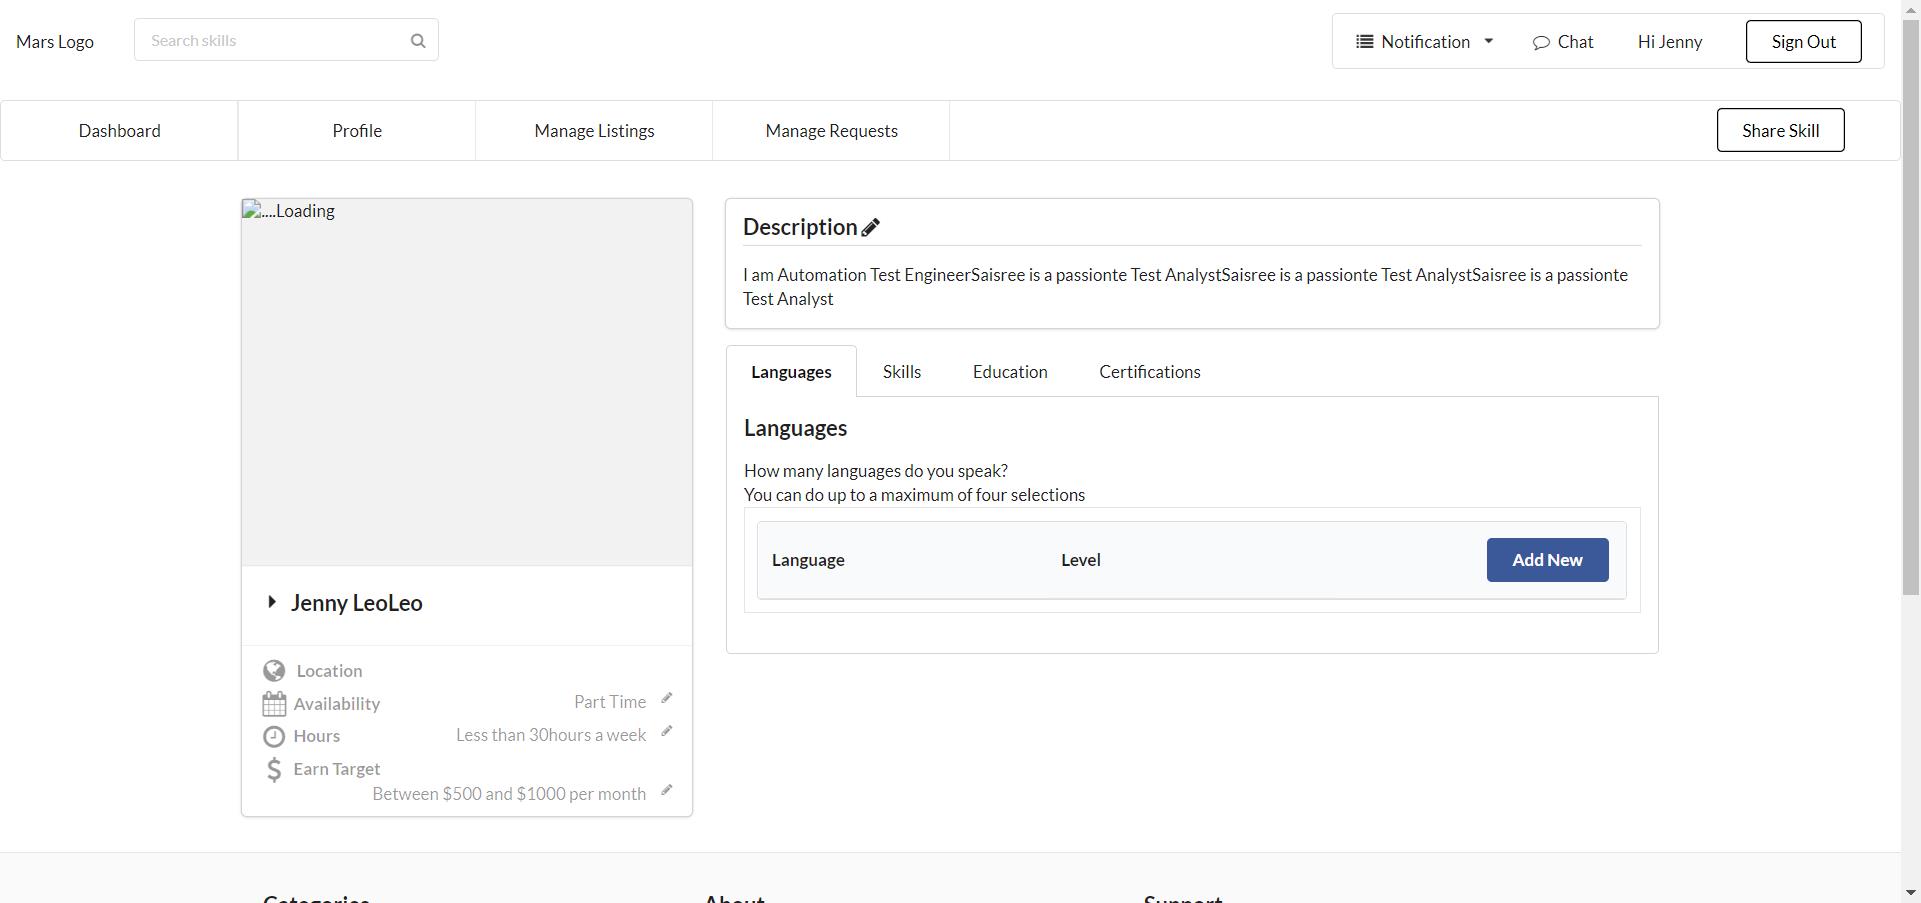 Mars Logo
Search skills
Notification
Chat
Hi Jenny
Sign Out
Dashboard
Profile
Manage Listings
Manage Requests
Share Skill
....Loading
Jenny LeoLeo
Location
Availability
Part Time
Hours
Less than 30hours a week
Earn Target
Between $500 and $1000 per month
Description
I am Automation Test EngineerSaisree is a passionte Test AnalystSaisree is a passionte Test AnalystSaisree is a passionte
Test Analyst
Languages
Skills
Education
Certifications
Languages
How many languages do you speak?
You can do up to a maximum of four selections
Language
Level
Add New
Categories
About
Support